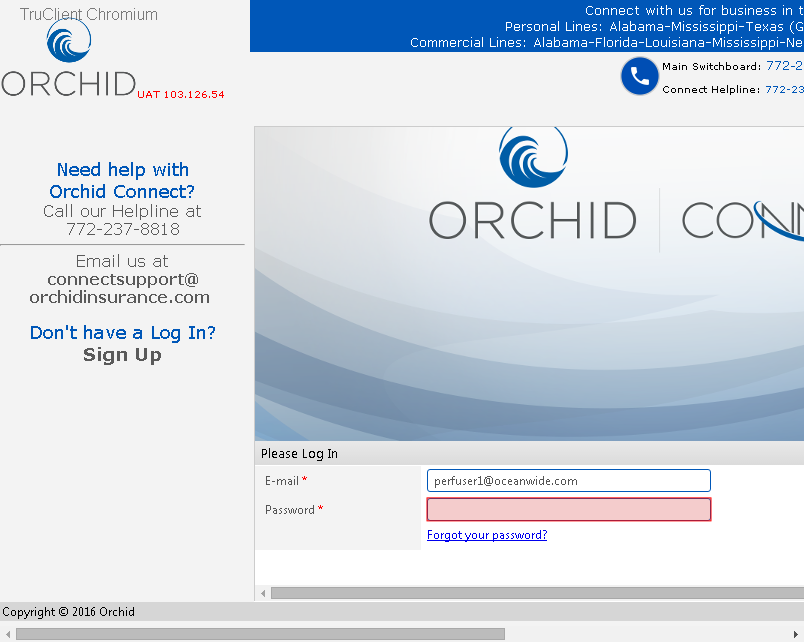 TruClient Chromium
ORCHID
UAT 103.126.54
Connect with us for business in t
Personal Lines: Alabama-Mississippi-Texas (G
Commercial Lines: Alabama-Florida-Louisiana-Mississippi-Ne
Main Switchboard: 772-2
Connect Helpline: 772-23
Need help with
Orchid Connect?
Call our Helpline at
772-237-8818
Email us at
connectsupport@
orchidinsurance.com
Don't have a Log In?
Sign Up
ORCHID | CONN
Please Log In
E-mail * perfuser1@oceanwide.com
Password *
Forgot your password?
Copyright © 2016 Orchid